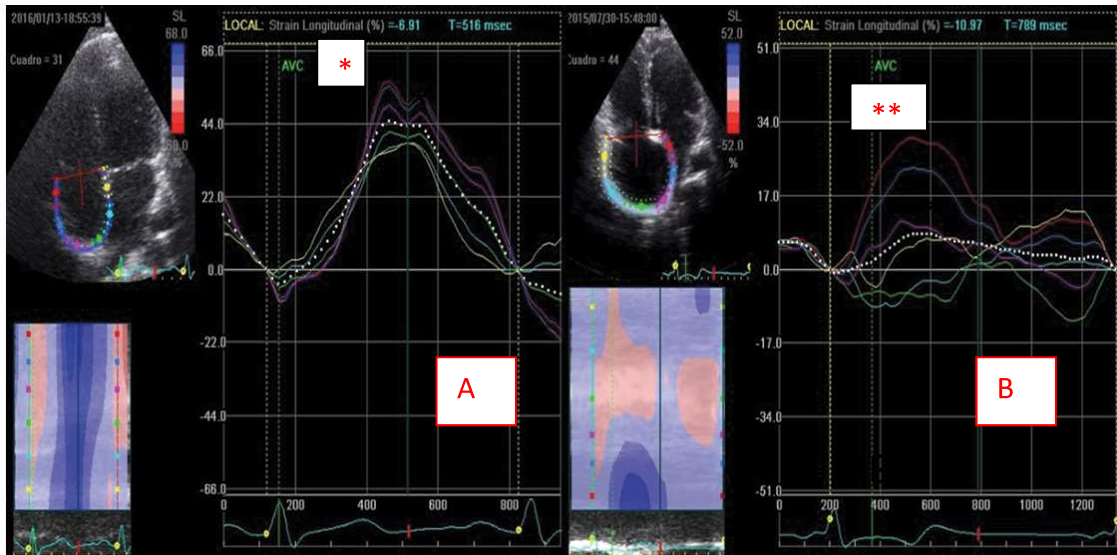 2016/01/13-18:55:39
SL
68.0
Cuadro = 31
-68.0
%
LOCAL: Strain Longitudinal (%) =-6.91 T=516 msec
66.0
*
AVC
44.0
22.0
0.0
-22.0
A
-44.0
-66.0
0 200 400 600 800
2015/07/30-15:48:00
SL
52.0
Cuadro = 44
-52.0
%
LOCAL: Strain Longitudinal (%) =-10.97 T=789 msec
51.0
AVC
**
34.0
17.0
0.0
-17.0
B
-34.0
-51.0
0 200 400 600 800 1000 1200